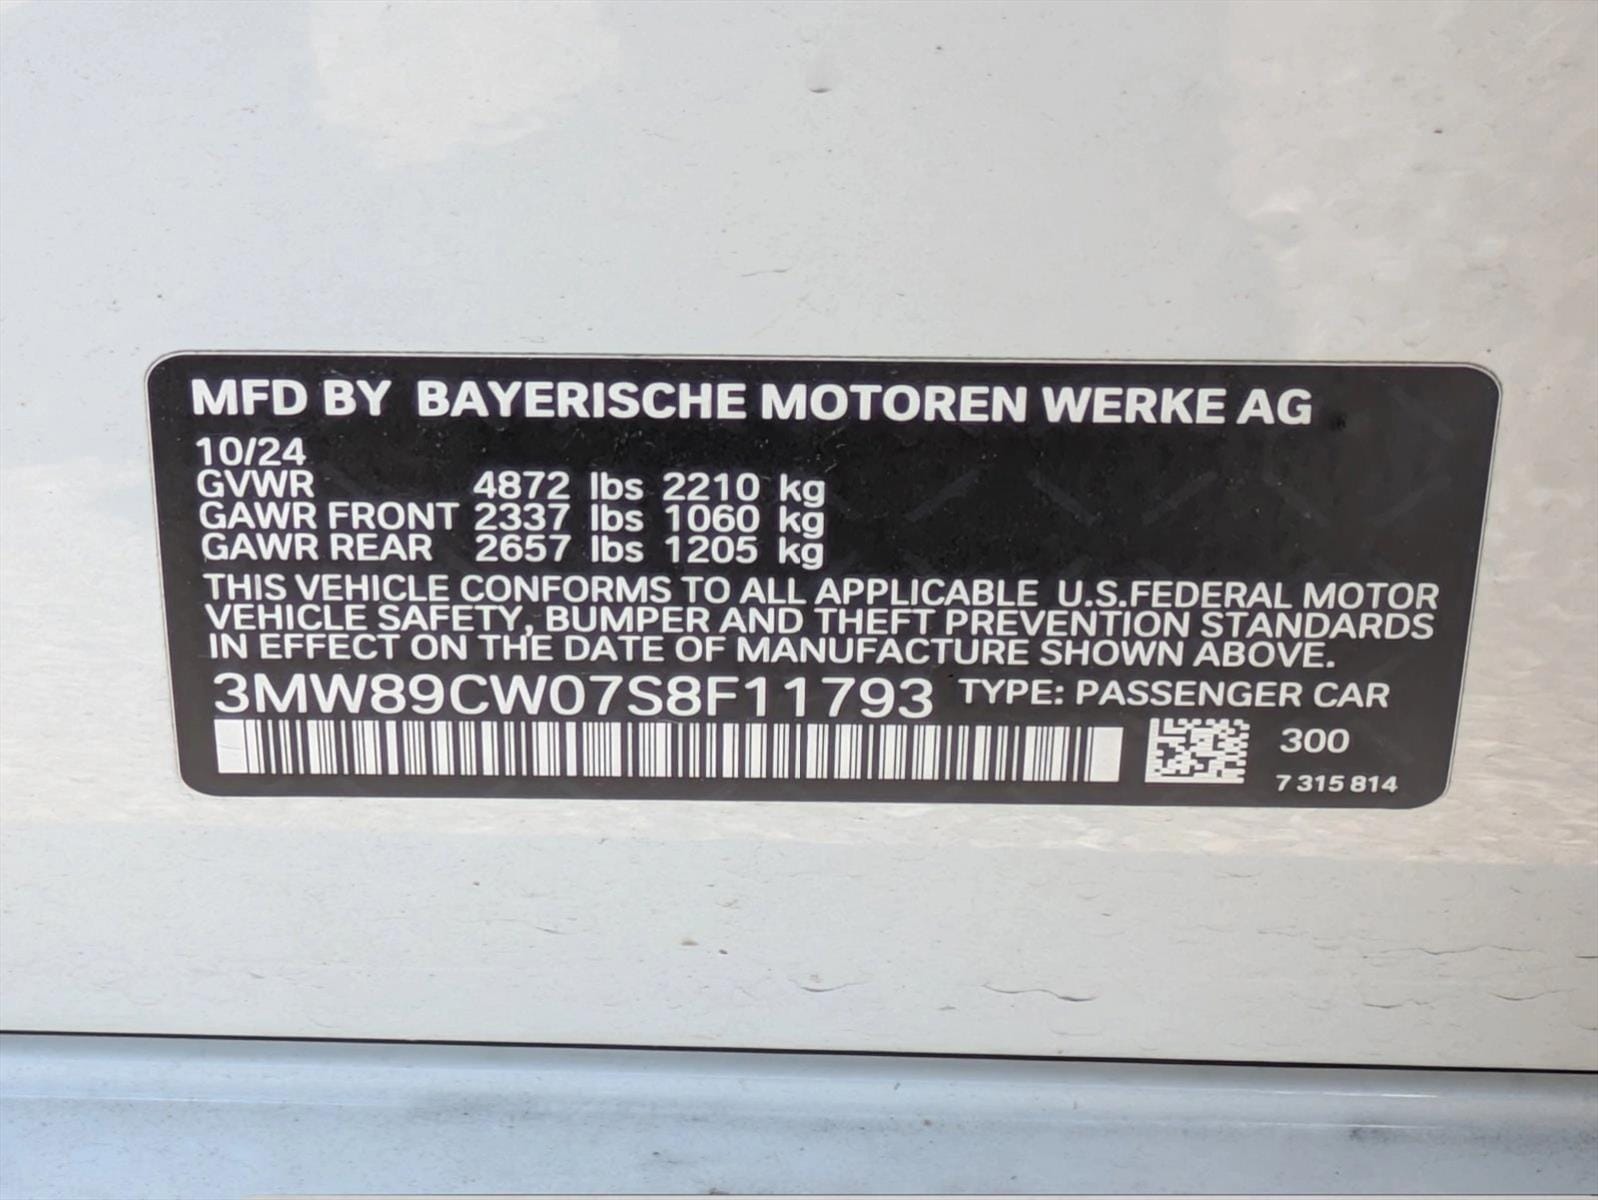 MFD BY BAYERISCHE MOTOREN WERKE AG
10/24
GVWR 4872 lbs 2210 kg
GAWR FRONT 2337 lbs 1060 kg
GAWR REAR 2657 lbs 1205 kg
THIS VEHICLE CONFORMS TO ALL APPLICABLE U.S.FEDERAL MOTOR
VEHICLE SAFETY, BUMPER AND THEFT PREVENTION STANDARDS
IN EFFECT ON THE DATE OF MANUFACTURE SHOWN ABOVE.
3MW89CW07S8F11793 TYPE: PASSENGER CAR
300
7 315 814